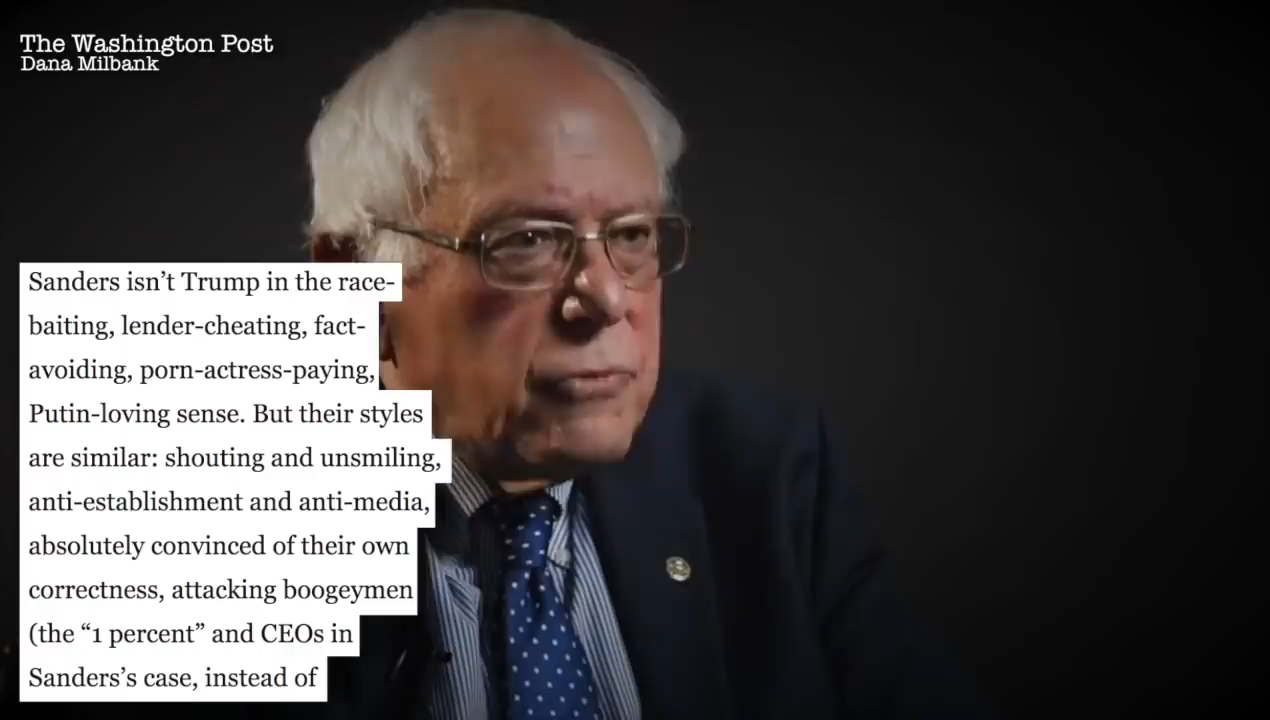 The Washington Post
Dana Milbank
Sanders isn’t Trump in the race-
baiting, lender-cheating, fact-
avoiding, porn-actress-paying,
Putin-loving sense. But their styles
are similar: shouting and unsmiling,
anti-establishment and anti-media,
absolutely convinced of their own
correctness, attacking boogeymen
(the “1 percent” and CEOs in
Sanders’s case, instead of